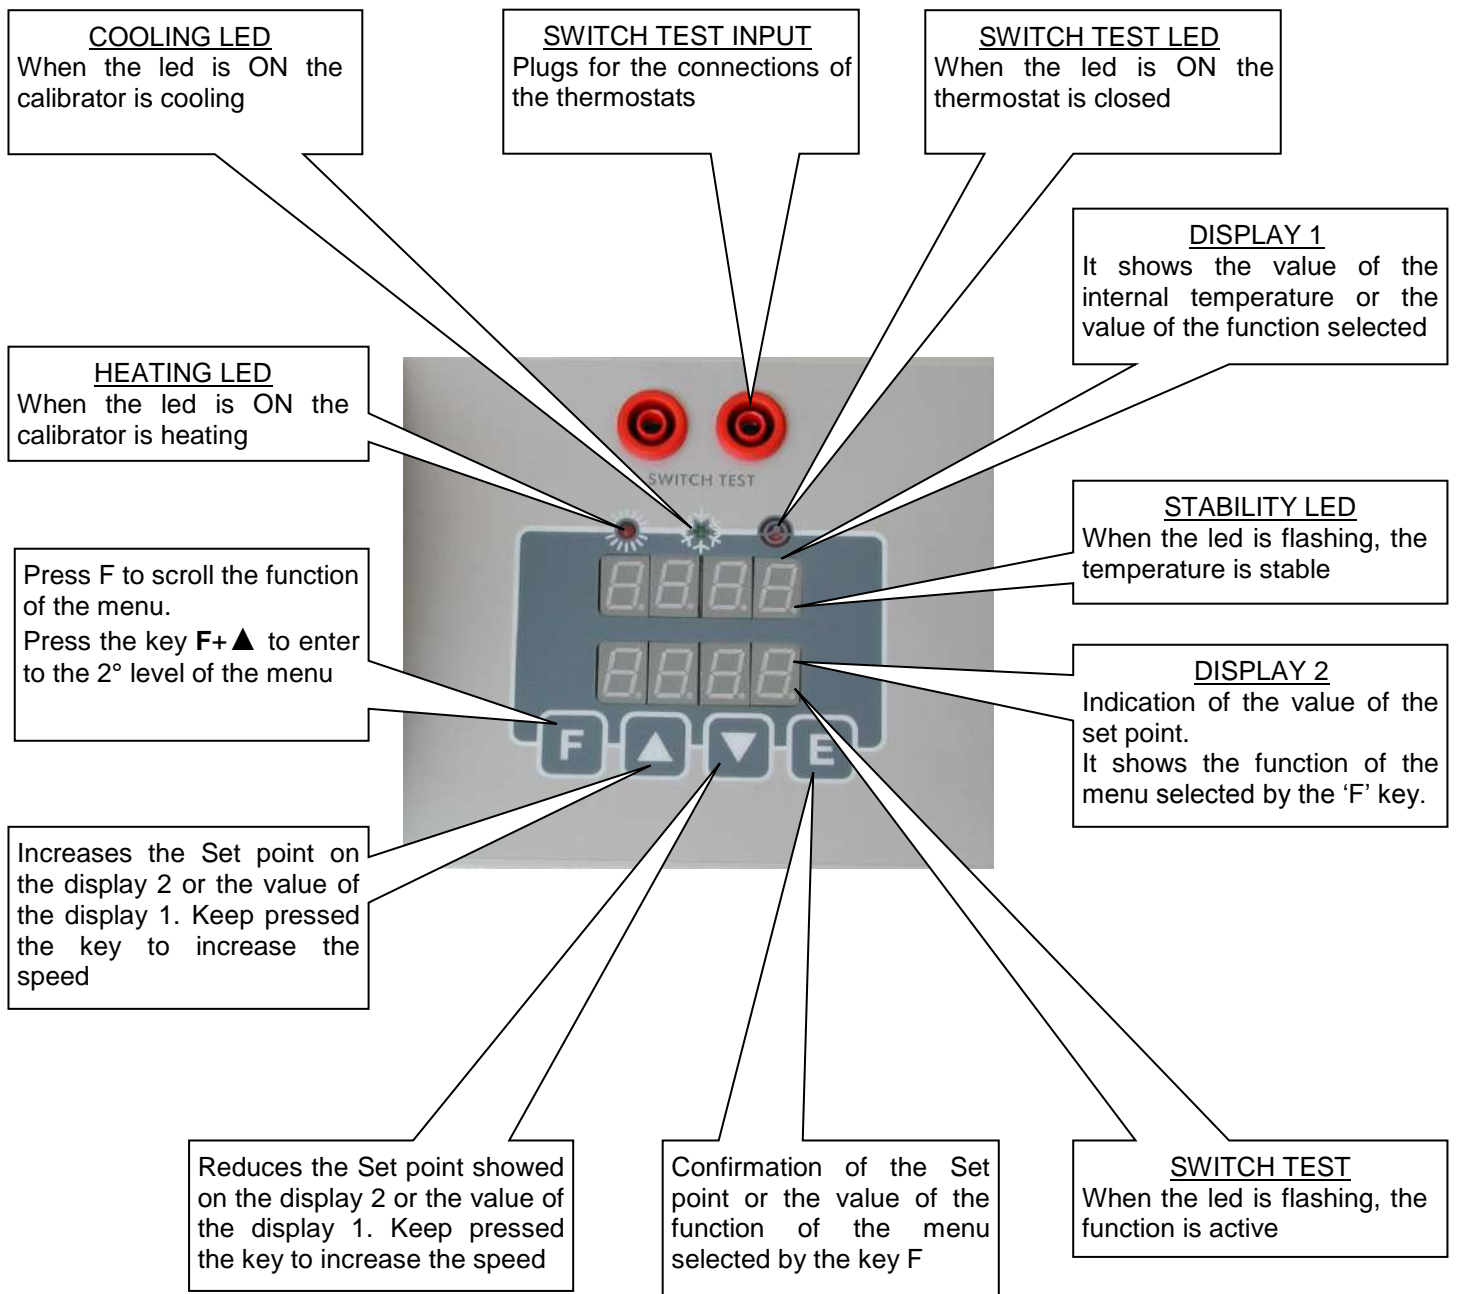 COOLING LED
When the led is ON the
calibrator is cooling
SWITCH TEST INPUT
Plugs for the connections of
the thermostats
SWITCH TEST LED
When the led is ON the
thermostat is closed
DISPLAY 1
It shows the value of the
internal temperature or the
value of the function selected
HEATING LED
When the led is ON the
calibrator is heating
SWITCH TEST
STABILITY LED
When the led is flashing, the
temperature is stable
Press F to scroll the function
of the menu.
Press the key F+▲ to enter
to the 2° level of the menu
8.8.8.8.
8.8.8.8.
DISPLAY 2
Indication of the value of the
set point.
It shows the function of the
menu selected by the ‘F’ key.
F ▲ ▼ E
Increases the Set point on
the display 2 or the value of
the display 1. Keep pressed
the key to increase the
speed
Reduces the Set point showed
on the display 2 or the value of
the display 1. Keep pressed
the key to increase the speed
Confirmation of the Set
point or the value of the
function of the menu
selected by the key F
SWITCH TEST
When the led is flashing, the
function is active